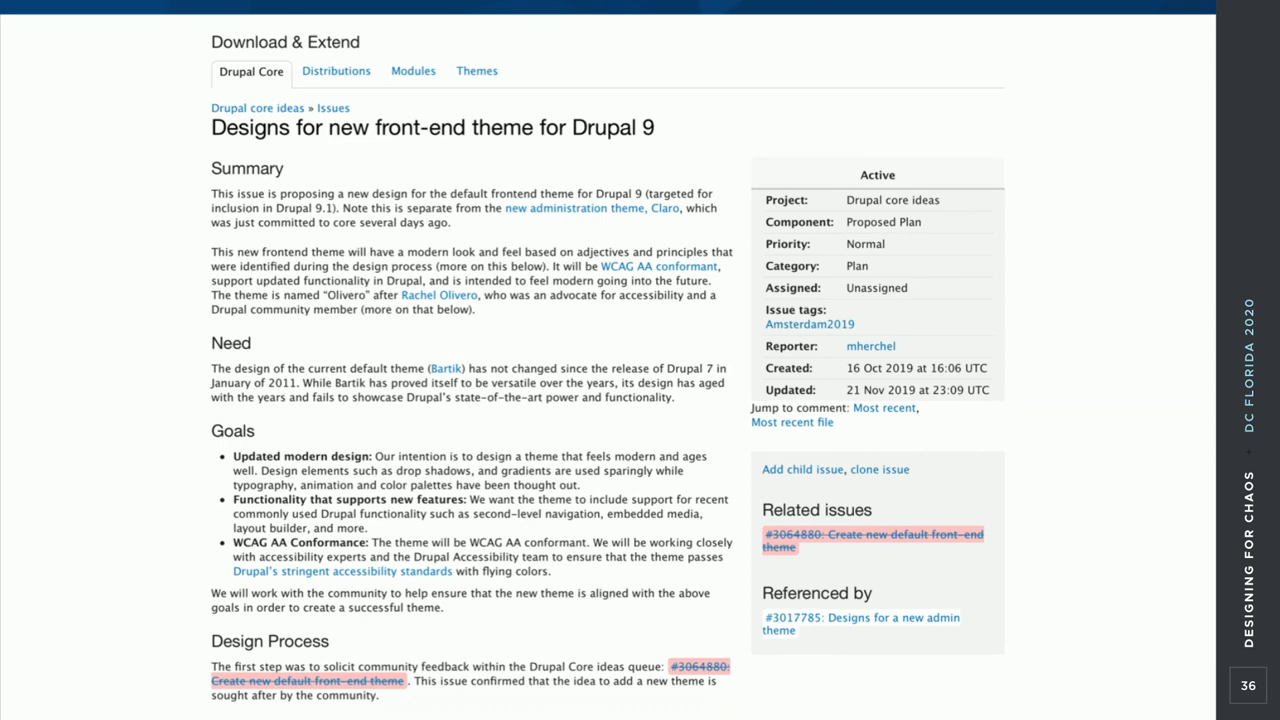 Download & Extend
Drupal Core
Distributions
Modules
Themes
Drupal core ideas » Issues
Designs for new front-end theme for Drupal 9
Summary
This issue is proposing a new design for the default frontend theme for Drupal 9 (targeted for
inclusion in Drupal 9.1). Note this is separate from the new administration theme, Claro, which
was just committed to core several days ago.
This new frontend theme will have a modern look and feel based on adjectives and principles that
were identified during the design process (more on this below). It will be WCAG AA conformant,
support updated functionality in Drupal, and is intended to feel modern going into the future.
The theme is named “Olivero” after Rachel Olivero, who was an advocate for accessibility and a
Drupal community member (more on that below).
Need
The design of the current default theme (Bartik) has not changed since the release of Drupal 7 in
January of 2011. While Bartik has proved itself to be versatile over the years, its design has aged
with the years and fails to showcase Drupal’s state-of-the-art power and functionality.
Goals
• Updated modern design: Our intention is to design a theme that feels modern and ages
well. Design elements such as drop shadows, and gradients are used sparingly while
typography, animation and color palettes have been thought out.
• Functionality that supports new features: We want the theme to include support for recent
commonly used Drupal functionality such as second-level navigation, embedded media,
layout builder, and more.
• WCAG AA Conformance: The theme will be WCAG AA conformant. We will be working closely
with accessibility experts and the Drupal Accessibility team to ensure that the theme passes
Drupal’s stringent accessibility standards with flying colors.
We will work with the community to help ensure that the new theme is aligned with the above
goals in order to create a successful theme.
Design Process
The first step was to solicit community feedback within the Drupal Core ideas queue: #3064880:
Create new default front-end theme . This issue confirmed that the idea to add a new theme is
sought after by the community.
Active
Project: Drupal core ideas
Component: Proposed Plan
Priority: Normal
Category: Plan
Assigned: Unassigned
Issue tags:
Amsterdam2019
Reporter: mherchel
Created: 16 Oct 2019 at 16:06 UTC
Updated: 21 Nov 2019 at 23:09 UTC
Jump to comment: Most recent,
Most recent file
Add child issue, clone issue
Related issues
#3064880: Create new default front-end
theme
Referenced by
#3017785: Designs for a new admin
theme
DESIGNING FOR CHAOS + DC FLORIDA 2020
36